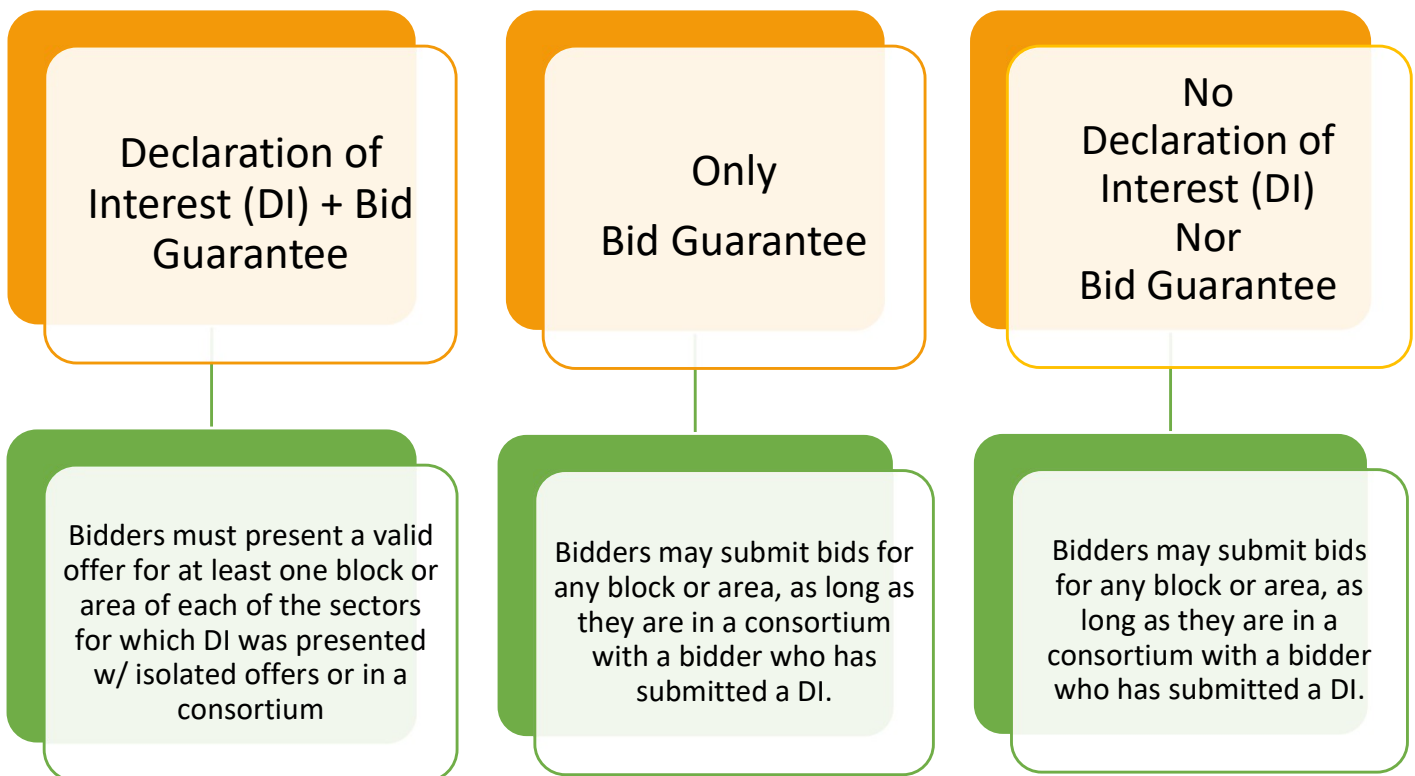 Declaration of
Interest (DI) + Bid
Guarantee
Only
Bid Guarantee
No
Declaration of
Interest (DI)
Nor
Bid Guarantee
Bidders must present a valid
offer for at least one block or
area of each of the sectors
for which DI was presented
w/ isolated offers or in a
consortium
Bidders may submit bids for
any block or area, as long as
they are in a consortium
with a bidder who has
submitted a DI.
Bidders may submit bids
for any block or area, as
long as they are in a
consortium with a bidder
who has submitted a DI.